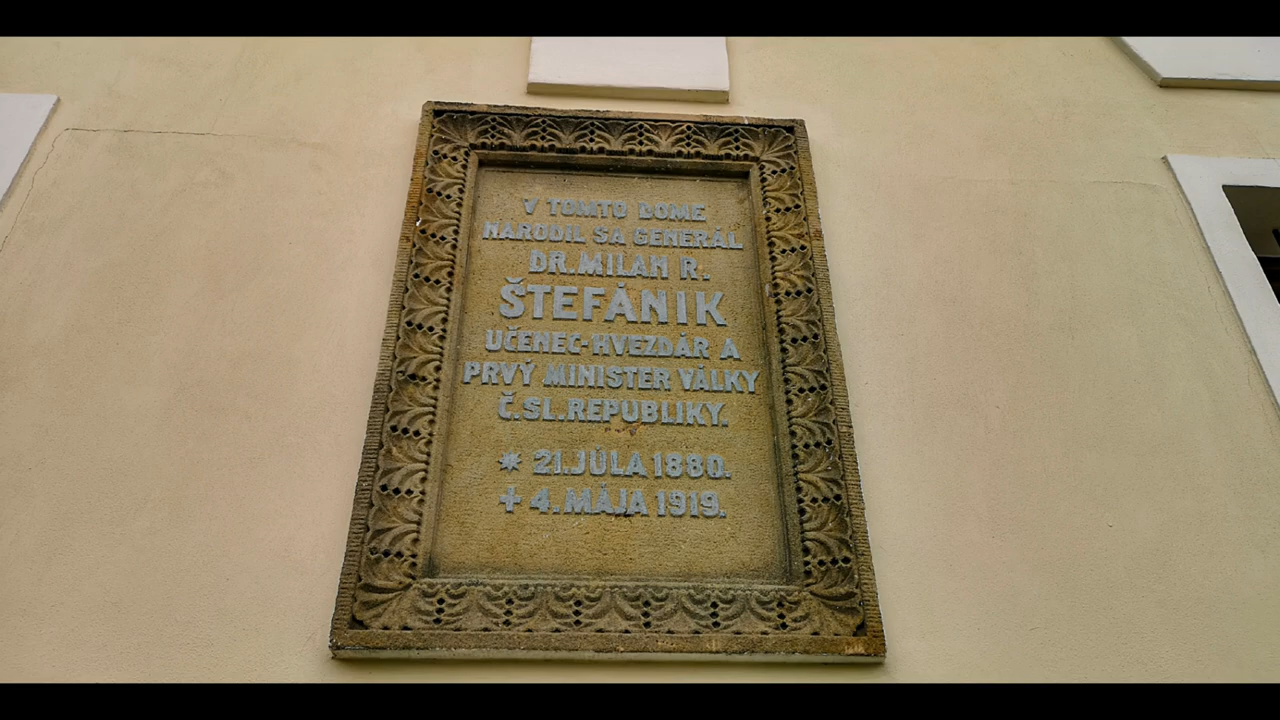 V TOMTO DOME
NARODIL SA GENERÁL
DR. MILAN R.
ŠTEFÁNIK
UČENEC-HVEZDÁR A
PRVÝ MINISTER VÁLKY
Č. SL. REPUBLIKY.
* 21. JÚLA 1880.
+ 4. MÁJA 1919.